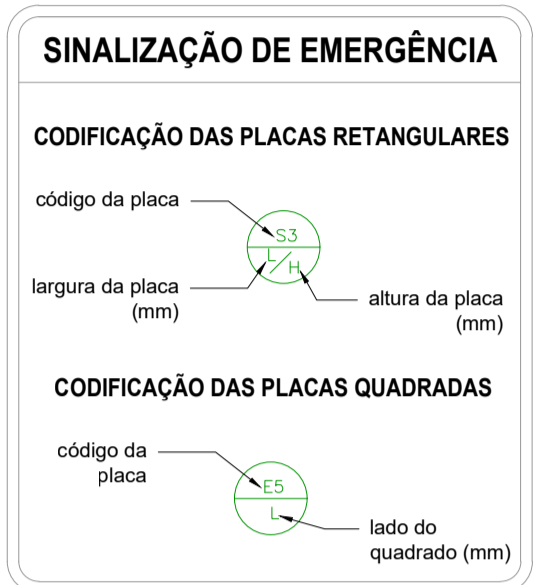 SINALIZAÇÃO DE EMERGÊNCIA
CODIFICAÇÃO DAS PLACAS RETANGULARES
código da placa
S3
L/H
largura da placa
(mm)
altura da placa
(mm)
CODIFICAÇÃO DAS PLACAS QUADRADAS
código da
placa
E5
L
lado do
quadrado (mm)